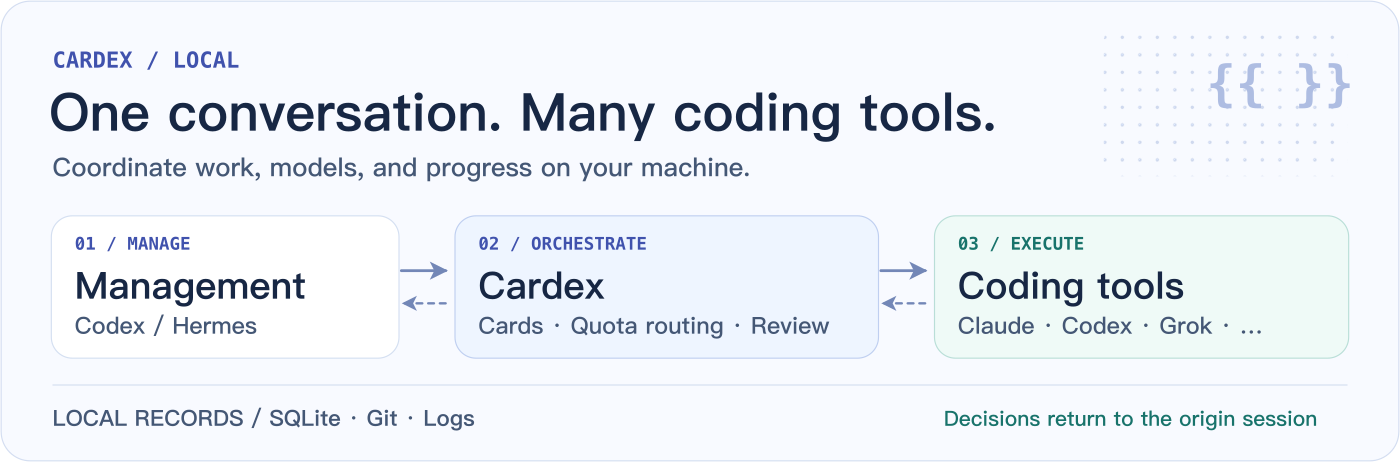 CARDEX / LOCAL
{{ }}
One conversation. Many coding tools.
Coordinate work, models, and progress on your machine.
01 / MANAGE
Management
Codex / Hermes
02 / ORCHESTRATE
Cardex
Cards · Quota routing · Review
03 / EXECUTE
Coding tools
Claude · Codex · Grok · ...
LOCAL RECORDS / SQLite · Git · Logs
Decisions return to the origin session